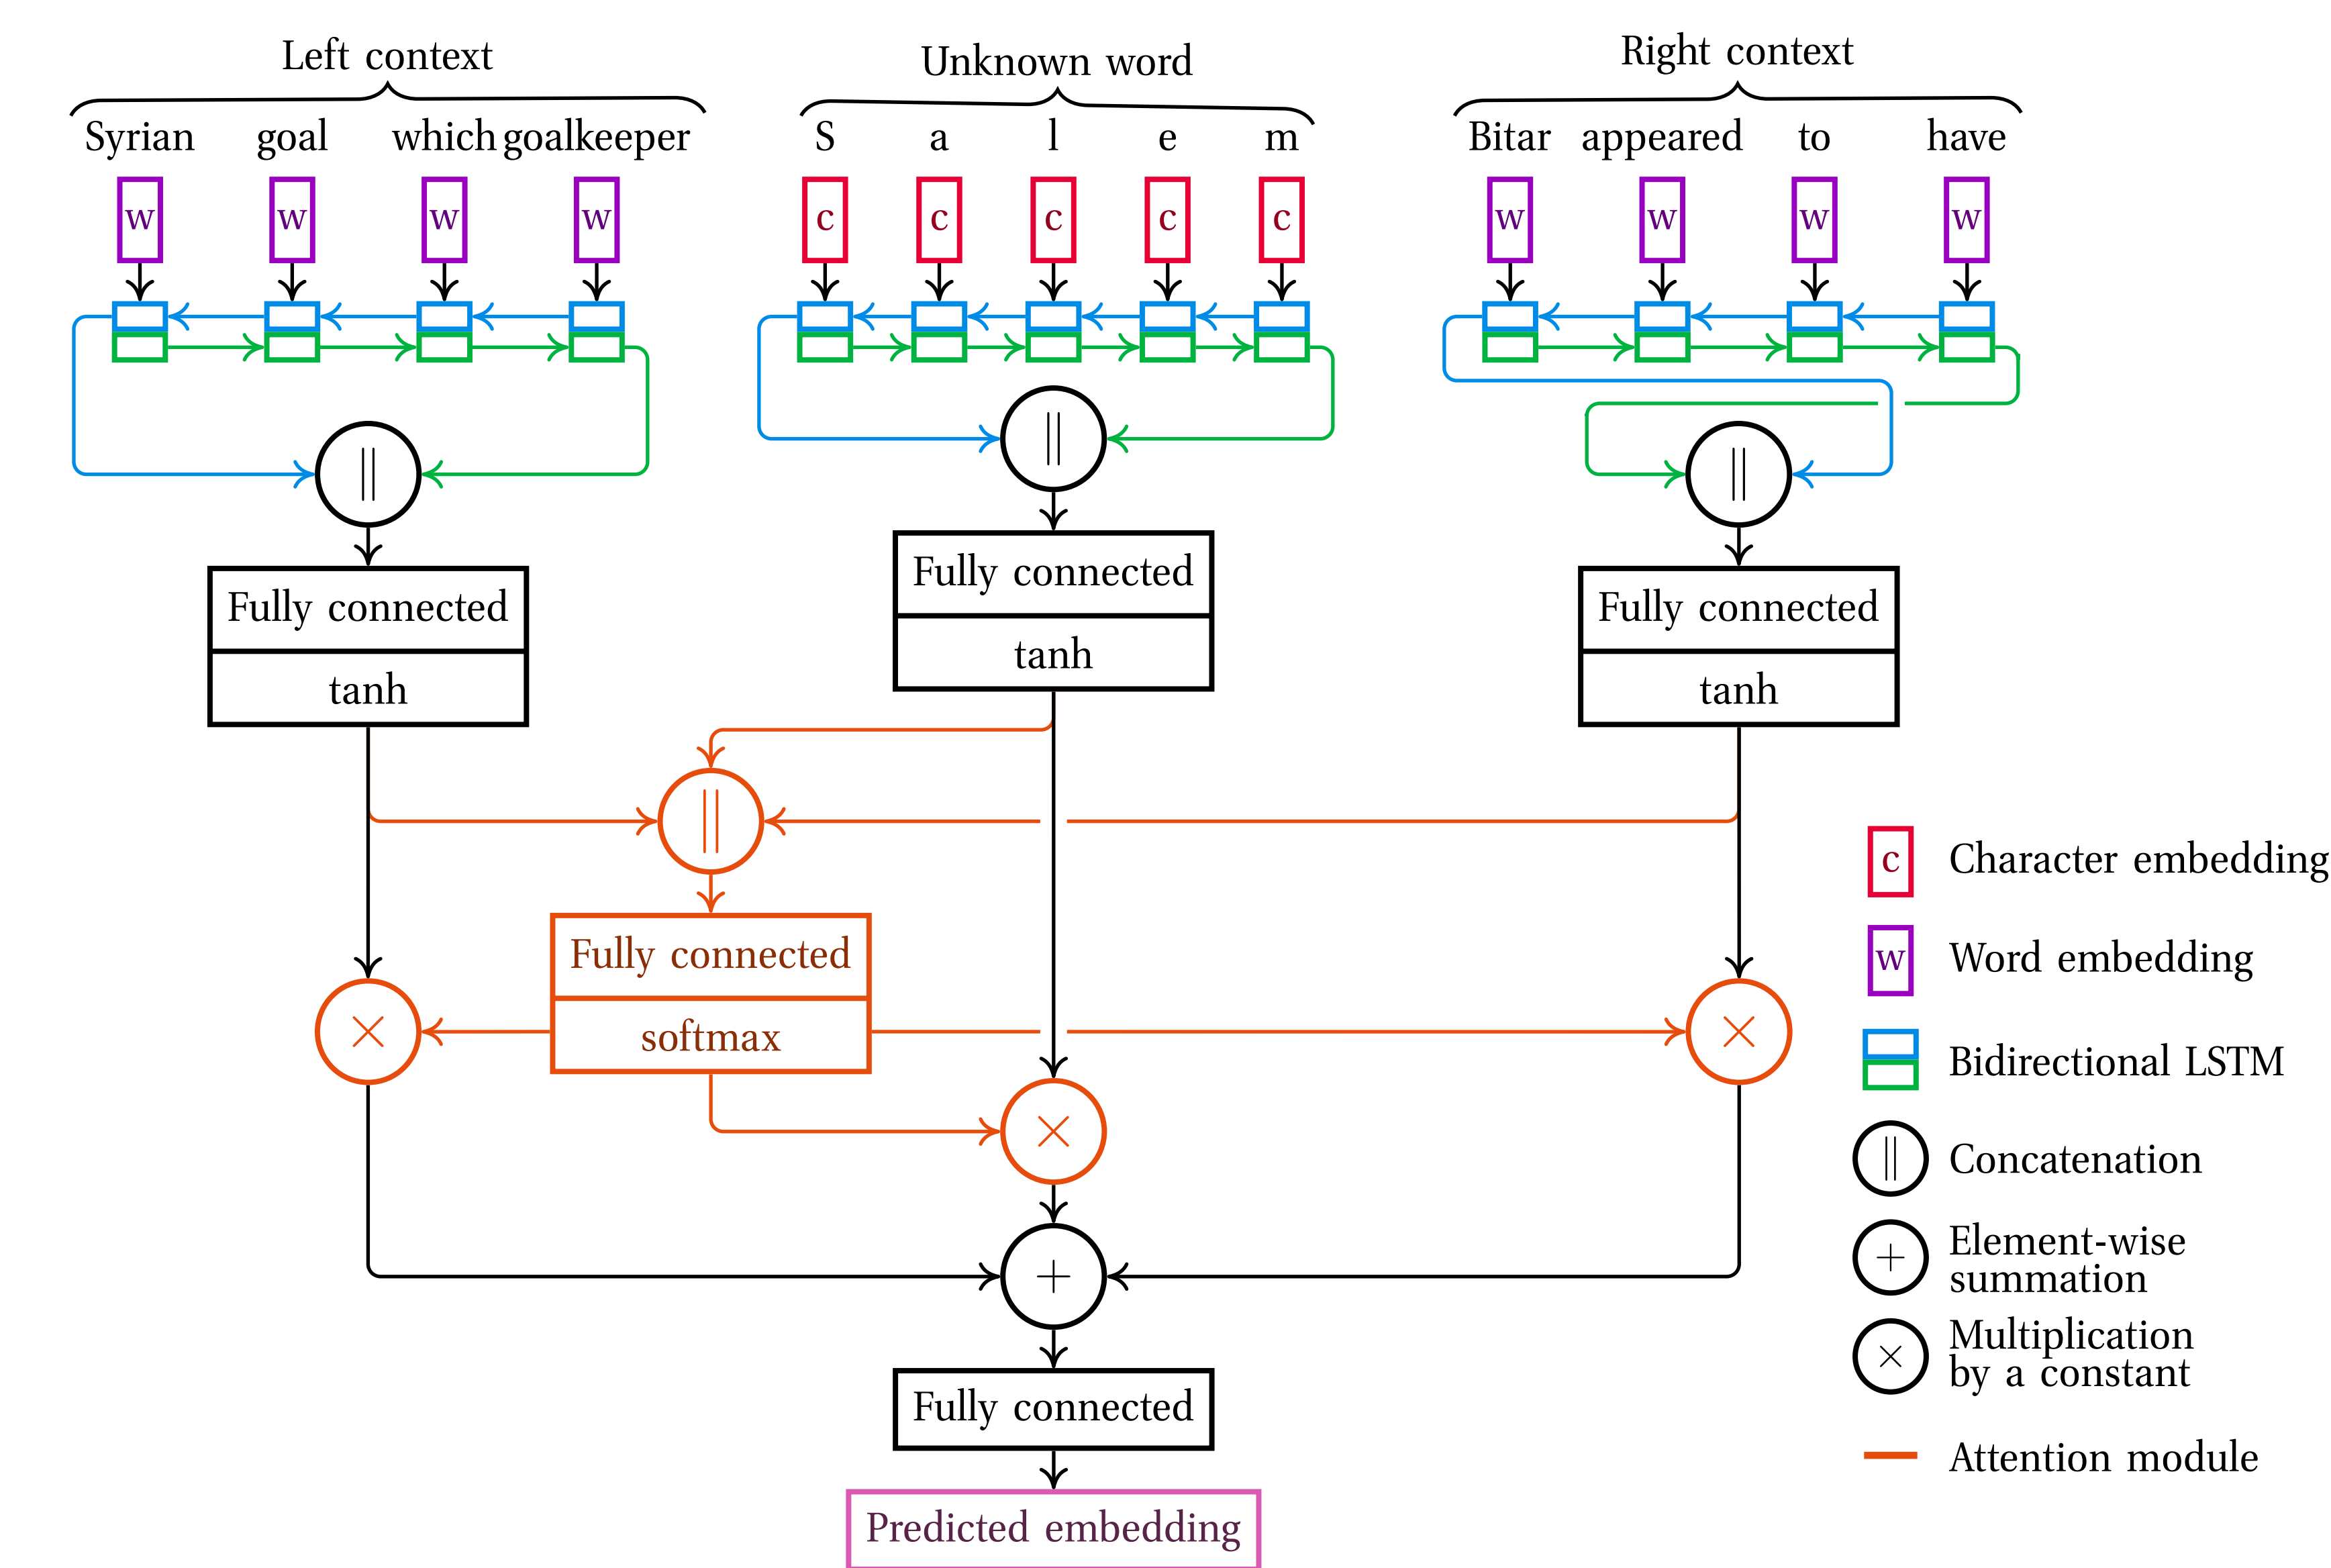 Left context
Unknown word
Right context
Syrian goal which goalkeeper
S a l e m
Bitar appeared to have
w w w w
c c c c c
w w w w
||
||
||
Fully connected
tanh
Fully connected
tanh
Fully connected
tanh
||
Fully connected
softmax
×
×
×
+
Fully connected
Predicted embedding
c Character embedding
w Word embedding
Bidirectional LSTM
|| Concatenation
+ Element-wise
summation
× Multiplication
by a constant
Attention module